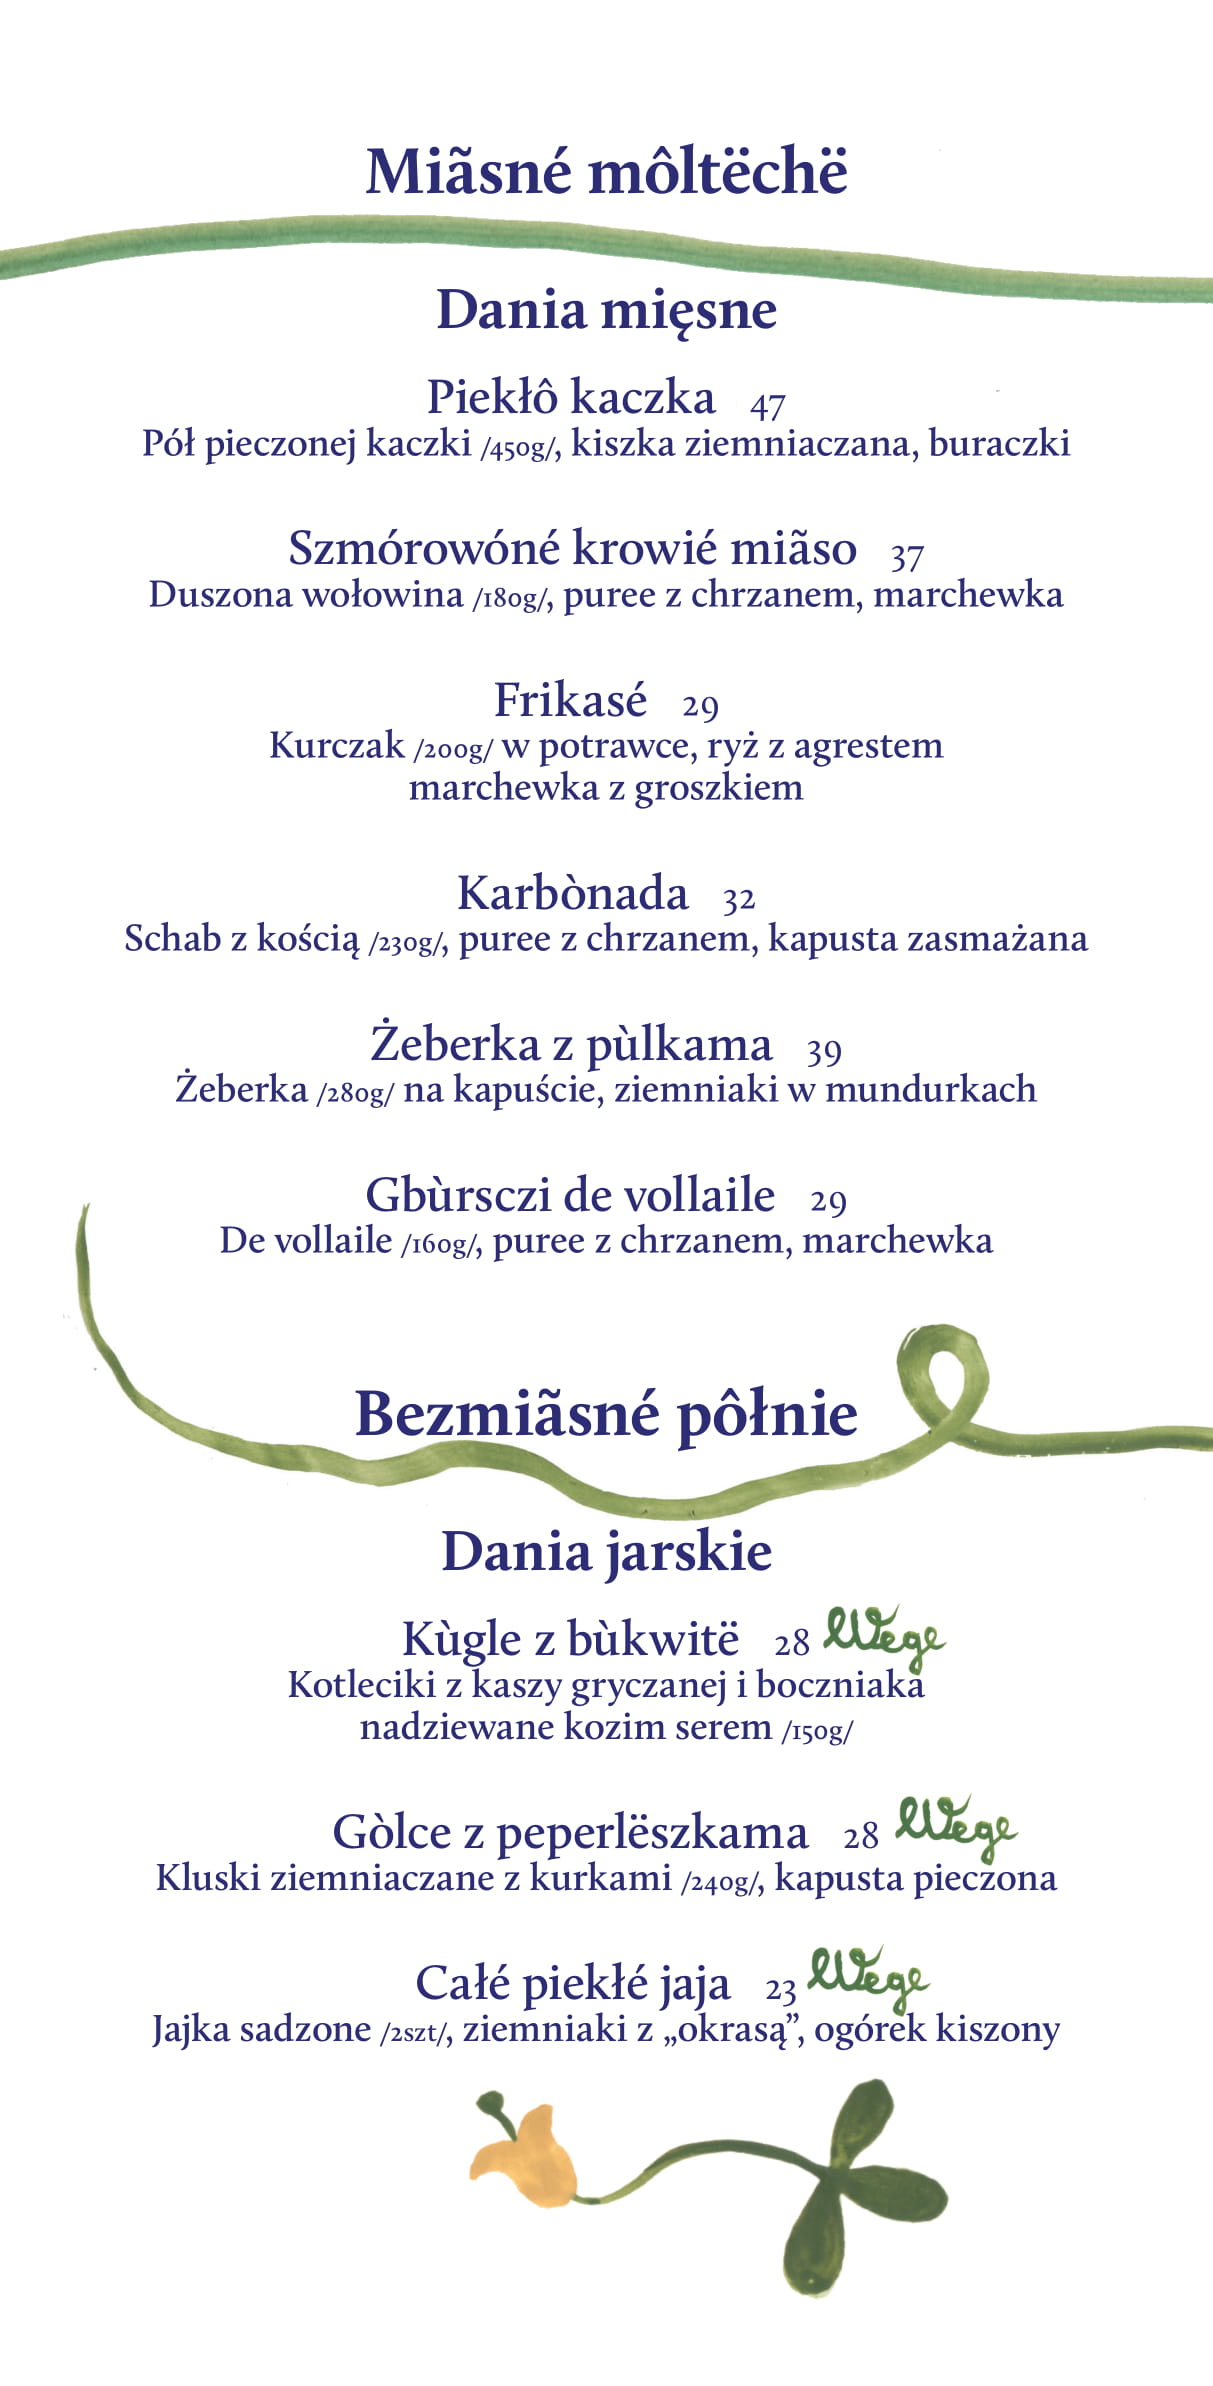 Miãsné môltëchë
Dania mięsne
Piekłô kaczka 47
Pół pieczonej kaczki /450g/, kiszka ziemniaczana, buraczki
Szmórowóné krowié miãso 37
Duszona wołowina /180g/, puree z chrzanem, marchewka
Frikasé 29
Kurczak /200g/ w potrawce, ryż z agrestem
marchewka z groszkiem
Karbònada 32
Schab z kością /230g/, puree z chrzanem, kapusta zasmażana
Żeberka z pùlkama 39
Żeberka /280g/ na kapuście, ziemniaki w mundurkach
Gbùrsczi de vollaile 29
De vollaile /160g/, puree z chrzanem, marchewka
Bezmiãsné pôłnie
Dania jarskie
Kùgle z bùkwitë 28 Wege
Kotleciki z kaszy gryczanej i boczniaka
nadziewane kozim serem /150g/
Gòlce z peperlëszkama 28 Wege
Kluski ziemniaczane z kurkami /240g/, kapusta pieczona
Całé piekłé jaja 23 Wege
Jajka sadzone /2szt/, ziemniaki z „okrasą”, ogórek kiszony